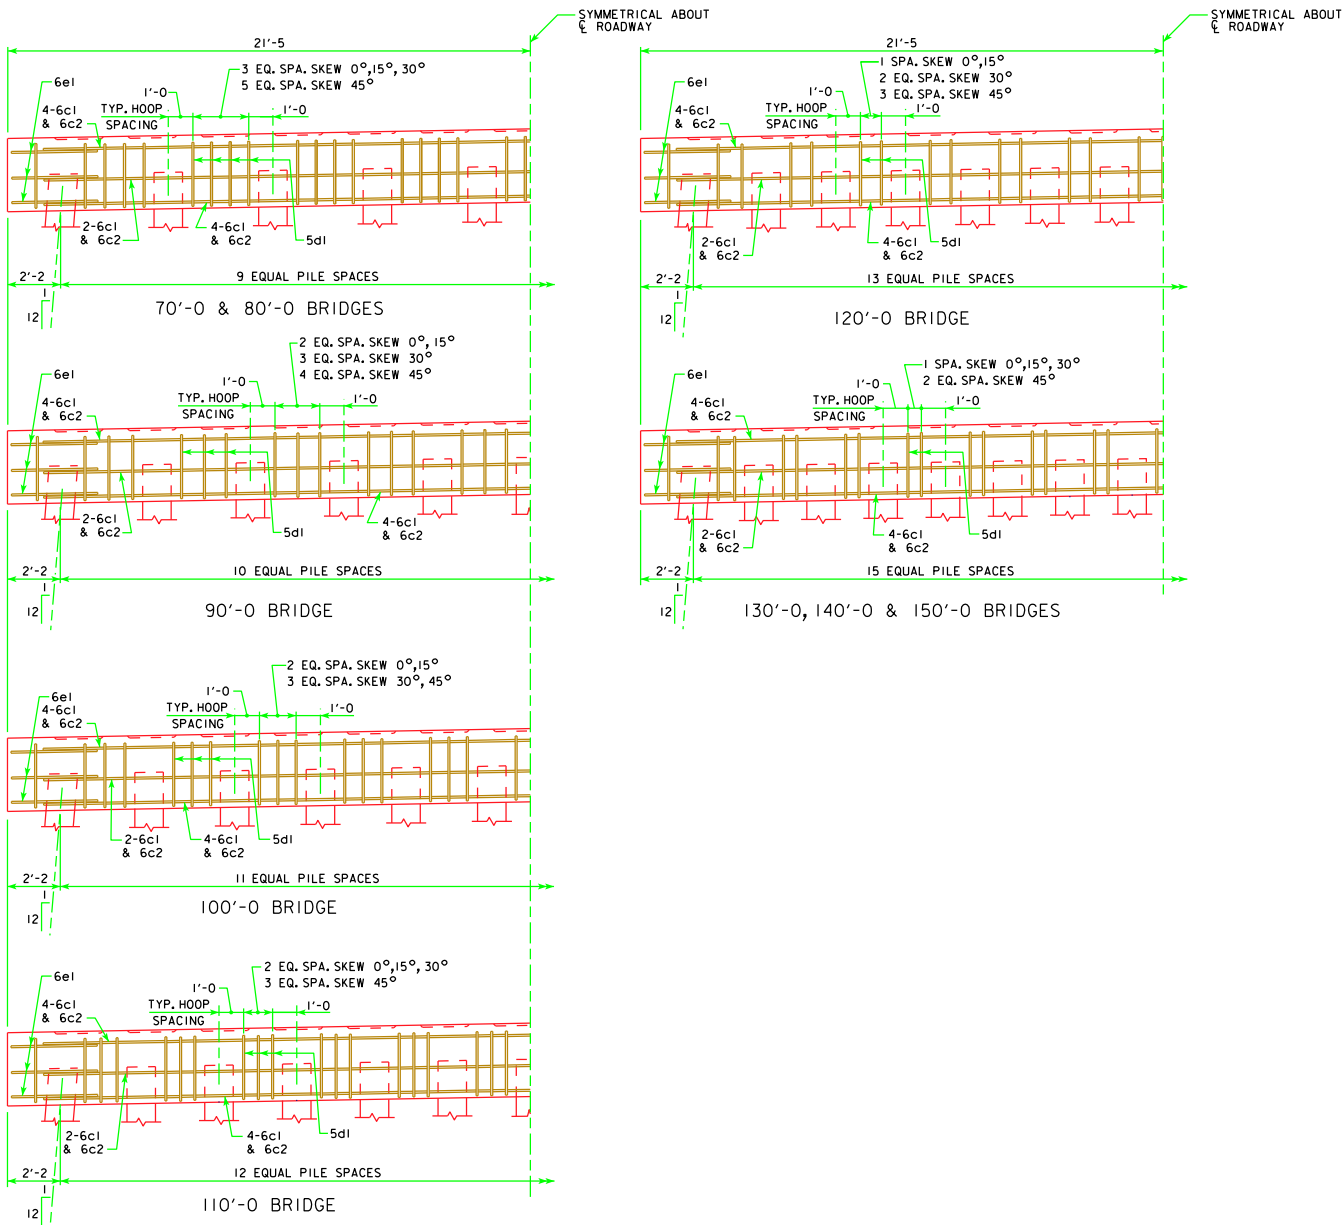 SYMMETRICAL ABOUT
℄ ROADWAY
21'-5
3 EQ. SPA. SKEW 0°,15°, 30°
5 EQ. SPA. SKEW 45°
6e1
1'-0
4-6c1
& 6c2
TYP. HOOP
SPACING
1'-0
2-6c1
& 6c2
4-6c1
& 6c2
5d1
2'-2
9 EQUAL PILE SPACES
1
12
70'-0 & 80'-0 BRIDGES
2 EQ. SPA. SKEW 0°, 15°
3 EQ. SPA. SKEW 30°
4 EQ. SPA. SKEW 45°
6e1
1'-0
4-6c1
& 6c2
TYP. HOOP
SPACING
1'-0
2-6c1
& 6c2
5d1
4-6c1
& 6c2
2'-2
10 EQUAL PILE SPACES
1
12
90'-0 BRIDGE
2 EQ. SPA. SKEW 0°,15°
3 EQ. SPA. SKEW 30°, 45°
6e1
1'-0
4-6c1
& 6c2
TYP. HOOP
SPACING
1'-0
2-6c1
& 6c2
4-6c1
& 6c2
5d1
2'-2
11 EQUAL PILE SPACES
1
12
100'-0 BRIDGE
2 EQ. SPA. SKEW 0°,15°, 30°
3 EQ. SPA. SKEW 45°
6e1
1'-0
4-6c1
& 6c2
TYP. HOOP
SPACING
1'-0
2-6c1
& 6c2
4-6c1
& 6c2
5d1
2'-2
12 EQUAL PILE SPACES
1
12
110'-0 BRIDGE
SYMMETRICAL ABOUT
℄ ROADWAY
21'-5
1 SPA. SKEW 0°,15°
2 EQ. SPA. SKEW 30°
3 EQ. SPA. SKEW 45°
6e1
1'-0
4-6c1
& 6c2
TYP. HOOP
SPACING
1'-0
2-6c1
& 6c2
4-6c1
& 6c2
5d1
2'-2
13 EQUAL PILE SPACES
1
12
120'-0 BRIDGE
1 SPA. SKEW 0°,15°, 30°
2 EQ. SPA. SKEW 45°
6e1
1'-0
4-6c1
& 6c2
TYP. HOOP
SPACING
1'-0
2-6c1
& 6c2
4-6c1
& 6c2
5d1
2'-2
15 EQUAL PILE SPACES
1
12
130'-0, 140'-0 & 150'-0 BRIDGES